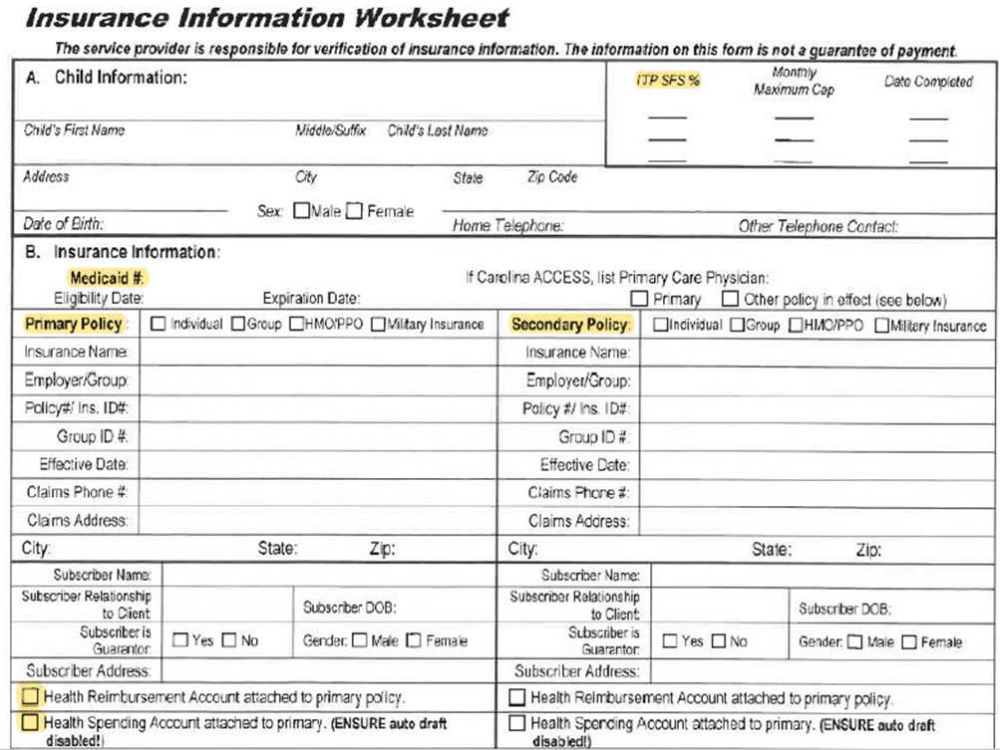 Insurance Information Worksheet
The service provider is responsible for verification of insurance information. The information on this form is not a guarantee of payment.
A. Child Information:
ITP SFS % Monthly Maximum Cap Date Completed
Child's First Name Middle/Suffix Child's Last Name
Address City State Zip Code
Sex: Male Female
Date of Birth: Home Telephone: Other Telephone Contact:
B. Insurance Information:
Medicaid #: If Carolina ACCESS, list Primary Care Physician:
Eligibility Date: Expiration Date: Primary Other policy in effect (see below)
Primary Policy: Individual Group HMO/PPO Military Insurance
Insurance Name:
Employer/Group:
Policy#/ Ins. ID#:
Group ID #:
Effective Date:
Claims Phone #:
Claims Address:
City: State: Zip:
Subscriber Name:
Subscriber Relationship
to Client: Subscriber DOB:
Subscriber is
Guarantor: Yes No Gender: Male Female
Subscriber Address:
Health Reimbursement Account attached to primary policy.
Health Spending Account attached to primary. (ENSURE auto draft
disabled!)
Secondary Policy: Individual Group HMO/PPO Military Insurance
Insurance Name:
Employer/Group:
Policy #/ Ins. ID#:
Group ID #:
Effective Date:
Claims Phone #:
Claims Address:
City: State: Zip:
Subscriber Name:
Subscriber Relationship
to Client: Subscriber DOB:
Subscriber is
Guarantor: Yes No Gender: Male Female
Subscriber Address:
Health Reimbursement Account attached to primary policy.
Health Spending Account attached to primary. (ENSURE auto draft
disabled!)